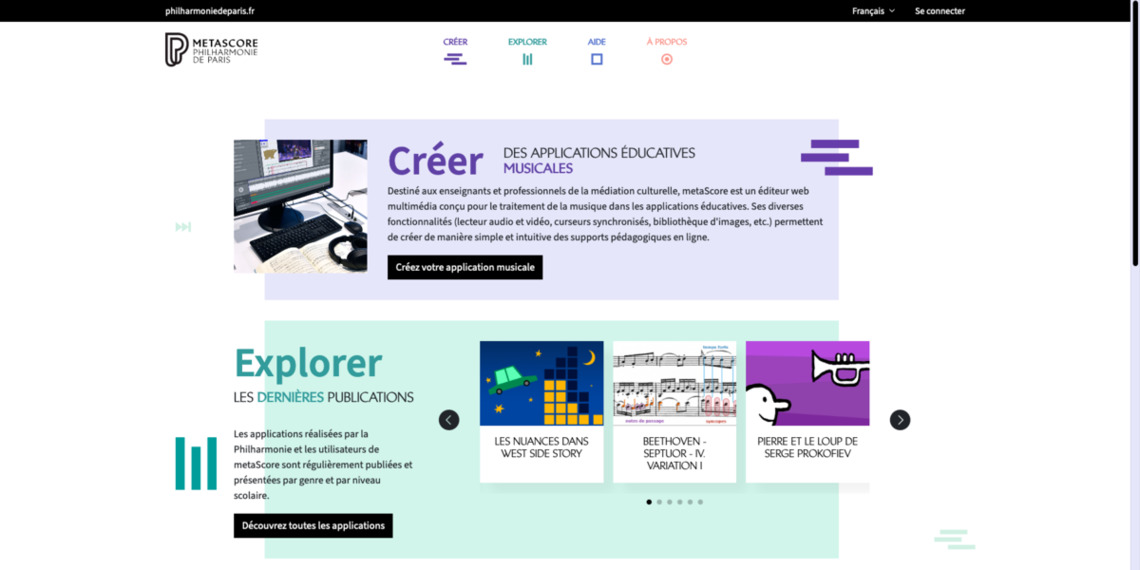 philharmoniedeparis.fr
Français
Se connecter
METASCORE
PHILHARMONIE
DE PARIS
CRÉER
EXPLORER
AIDE
À PROPOS
Créer
DES APPLICATIONS ÉDUCATIVES
MUSICALES
Destiné aux enseignants et professionnels de la médiation culturelle, metaScore est un éditeur web
multimédia conçu pour le traitement de la musique dans les applications éducatives. Ses diverses
fonctionnalités (lecteur audio et vidéo, curseurs synchronisés, bibliothèque d'images, etc.) permettent
de créer de manière simple et intuitive des supports pédagogiques en ligne.
Créez votre application musicale
Explorer
LES DERNIÈRES PUBLICATIONS
Les applications réalisées par la
Philharmonie et les utilisateurs de
metaScore sont régulièrement publiées et
présentées par genre et par niveau
scolaire.
Découvrez toutes les applications
notes de passage
LES NUANCES DANS
WEST SIDE STORY
BEETHOVEN -
SEPTUOR - IV.
VARIATION I
PIERRE ET LE LOUP DE
SERGE PROKOFIEV